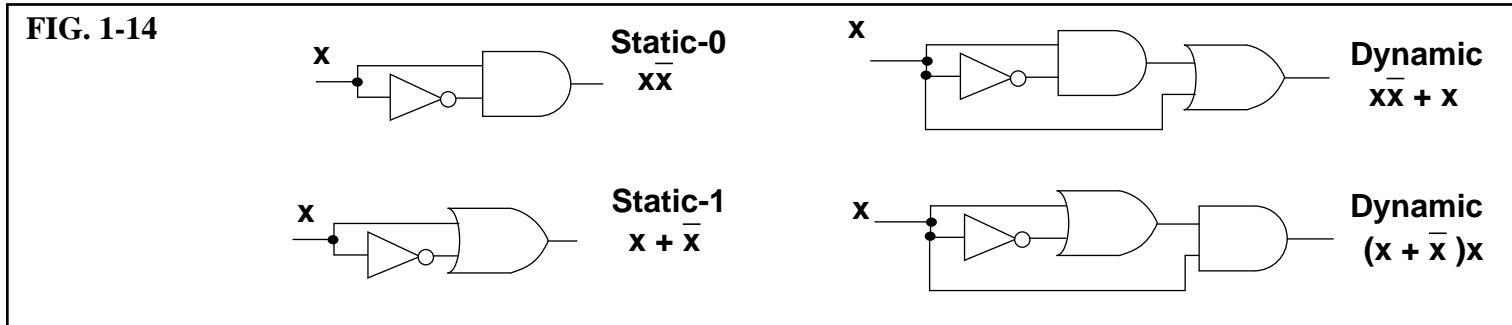 FIG. 1-14
x
Static-0
xx̅
x
Dynamic
xx̅ + x
x
Static-1
x + x̅
x
Dynamic
(x + x̅ )x